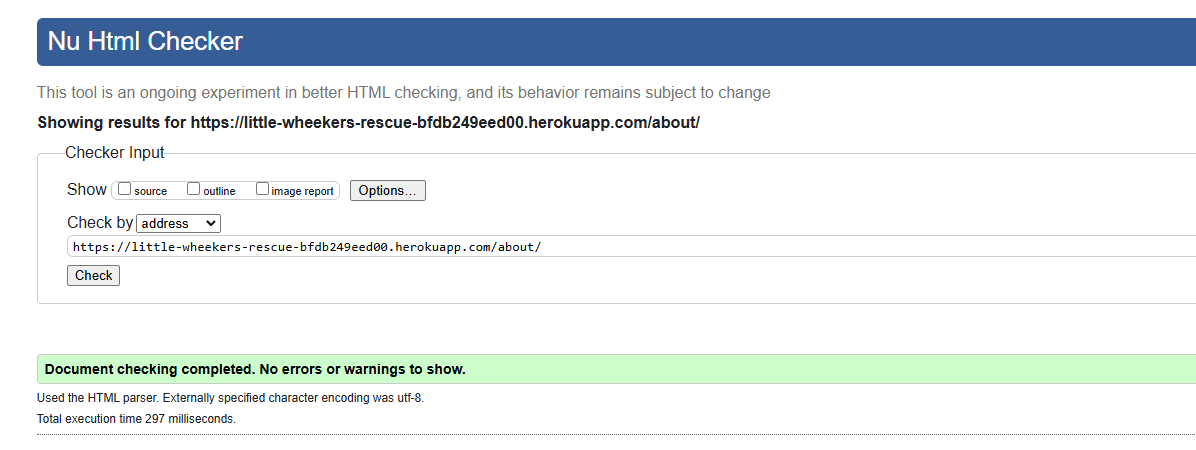 Nu Html Checker
This tool is an ongoing experiment in better HTML checking, and its behavior remains subject to change
Showing results for https://little-wheekers-rescue-bfdb249eed00.herokuapp.com/about/
Checker Input
Show source outline image report Options...
Check by address
https://little-wheekers-rescue-bfdb249eed00.herokuapp.com/about/
Check
Document checking completed. No errors or warnings to show.
Used the HTML parser. Externally specified character encoding was utf-8.
Total execution time 297 milliseconds.